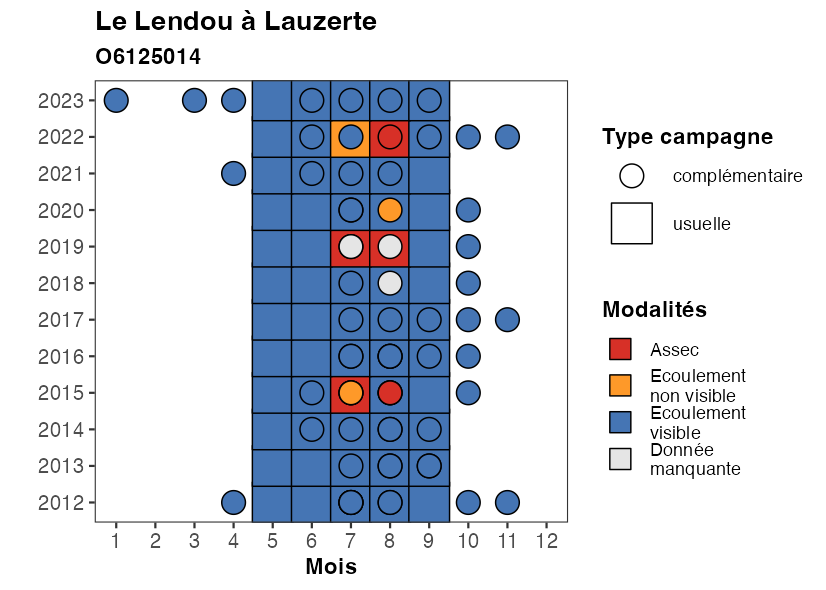 Le Lendou à Lauzerte
O6125014
2023
2022
2021
2020
2019
2018
2017
2016
2015
2014
2013
2012
1 2 3 4 5 6 7 8 9 10 11 12
Mois
Type campagne
complémentaire
usuelle
Modalités
Assec
Ecoulement
non visible
Ecoulement
visible
Donnée
manquante